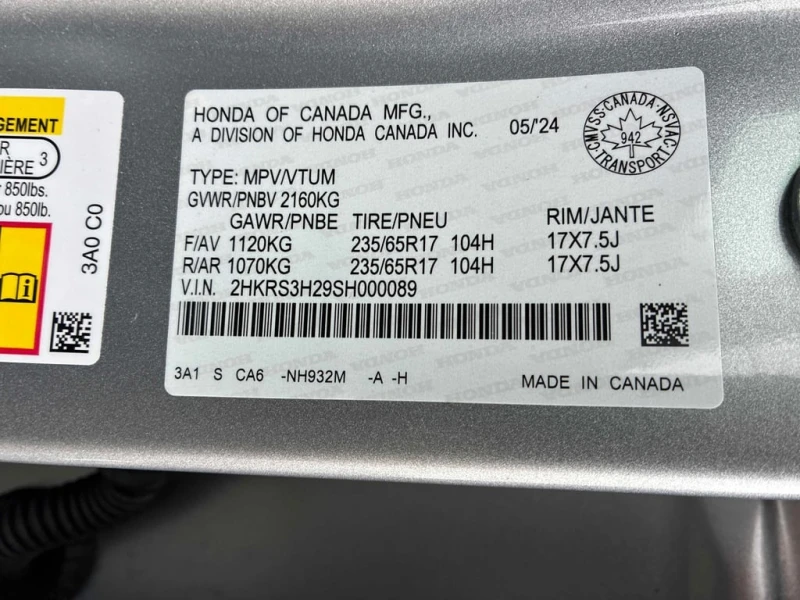 GEMENT
R
IÈRE 3
r 850lbs.
ou 850lb.
3A0 C0
HONDA OF CANADA MFG.,
A DIVISION OF HONDA CANADA INC. 05/'24
CMVSS-CANADA-NSVAC
942
TRANSPORT
TYPE: MPV/VTUM
GVWR/PNBV 2160KG
GAWR/PNBE TIRE/PNEU RIM/JANTE
F/AV 1120KG 235/65R17 104H 17X7.5J
R/AR 1070KG 235/65R17 104H 17X7.5J
V.I.N. 2HKRS3H29SH000089
3A1 S CA6 -NH932M -A -H MADE IN CANADA